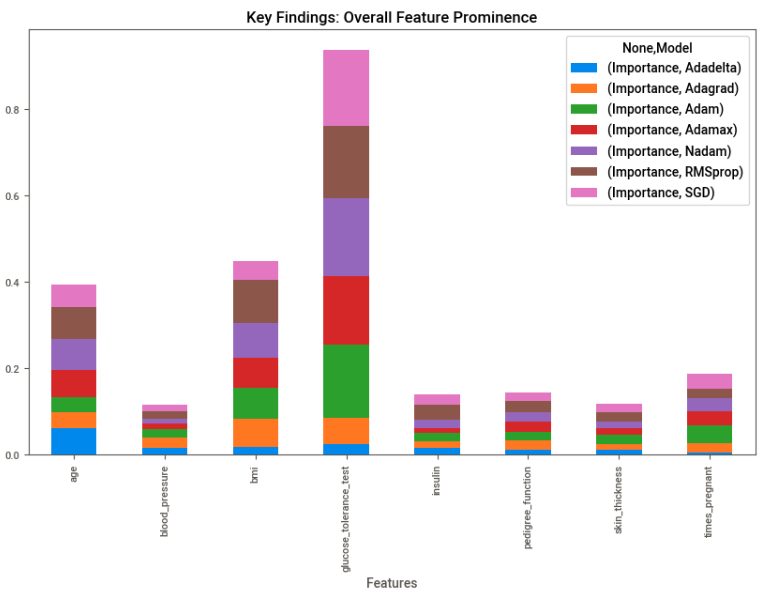 Key Findings: Overall Feature Prominence
None,Model
(Importance, Adadelta)
(Importance, Adagrad)
(Importance, Adam)
(Importance, Adamax)
(Importance, Nadam)
(Importance, RMSprop)
(Importance, SGD)
0.8
0.6
0.4
0.2
0.0
age
blood_pressure
bmi
glucose_tolerance_test
insulin
pedigree_function
skin_thickness
times_pregnant
Features